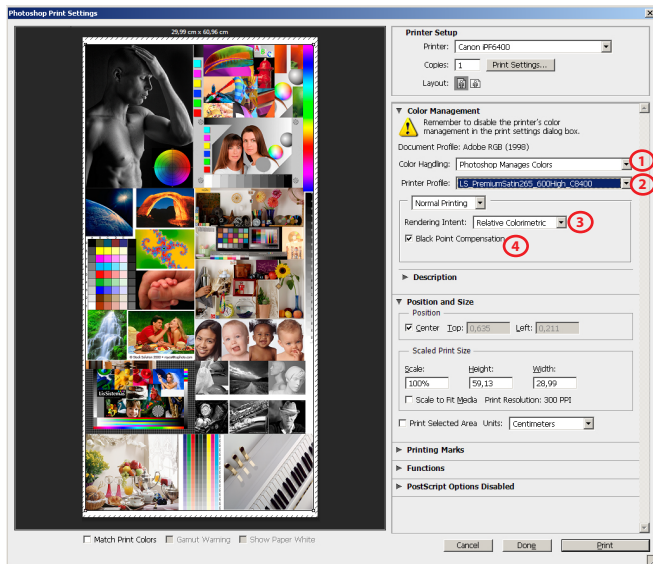 Photoshop Print Settings
29,99 cm x 60,96 cm
Printer Setup
Printer: Canon iPF6400
Copies: 1 Print Settings...
Layout:
Color Management
Remember to disable the printer's color
management in the print settings dialog box.
Document Profile: Adobe RGB (1998)
Color Handling: Photoshop Manages Colors 1
Printer Profile: LS_PremiumSatin265_600High_C8400 2
Normal Printing
Rendering Intent: Relative Colorimetric 3
Black Point Compensation 4
Description
Position and Size
Position
Center Top: 0,635 Left: 0,211
Scaled Print Size
Scale: Height: Width:
100% 59,13 28,99
Scale to Fit Media Print Resolution: 300 PPI
Print Selected Area Units: Centimeters
Printing Marks
Functions
PostScript Options Disabled
LisSistemas
Match Print Colors Gamut Warning Show Paper White
Cancel Done Print